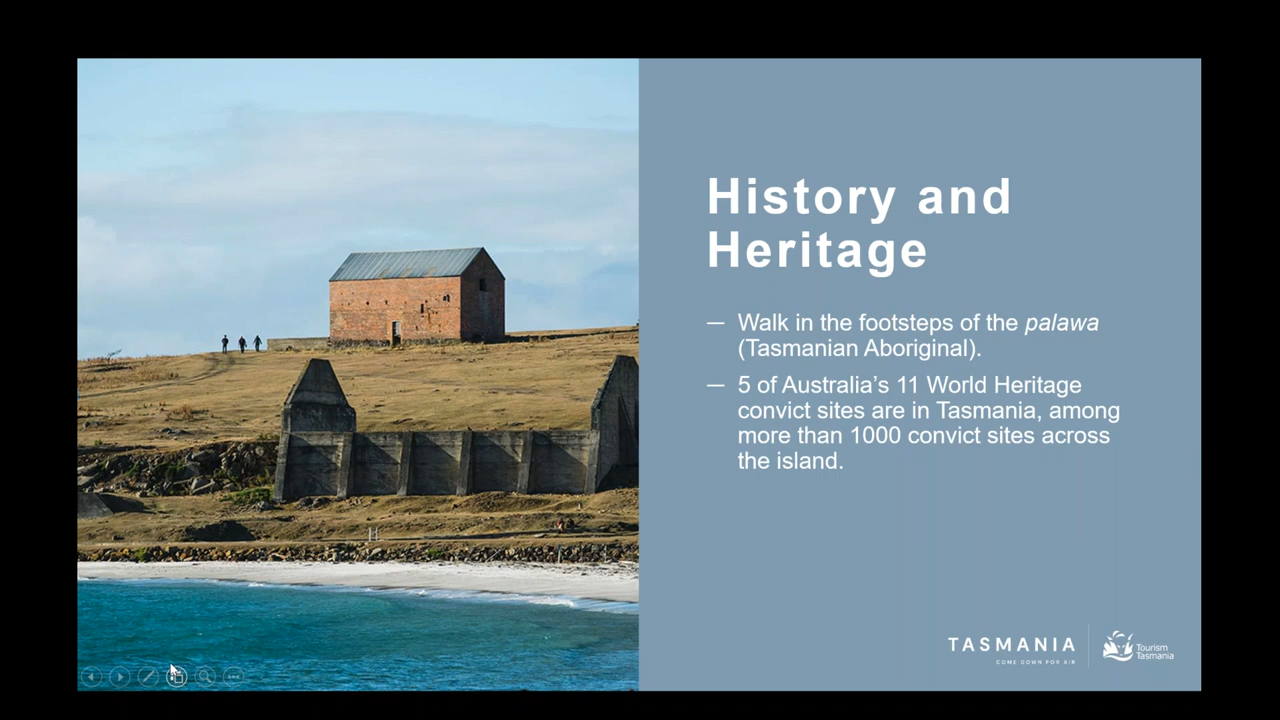 History and
Heritage
— Walk in the footsteps of the palawa
(Tasmanian Aboriginal).
— 5 of Australia's 11 World Heritage
convict sites are in Tasmania, among
more than 1000 convict sites across
the island.
TASMANIA
COME DOWN FOR AIR
Tourism
Tasmania